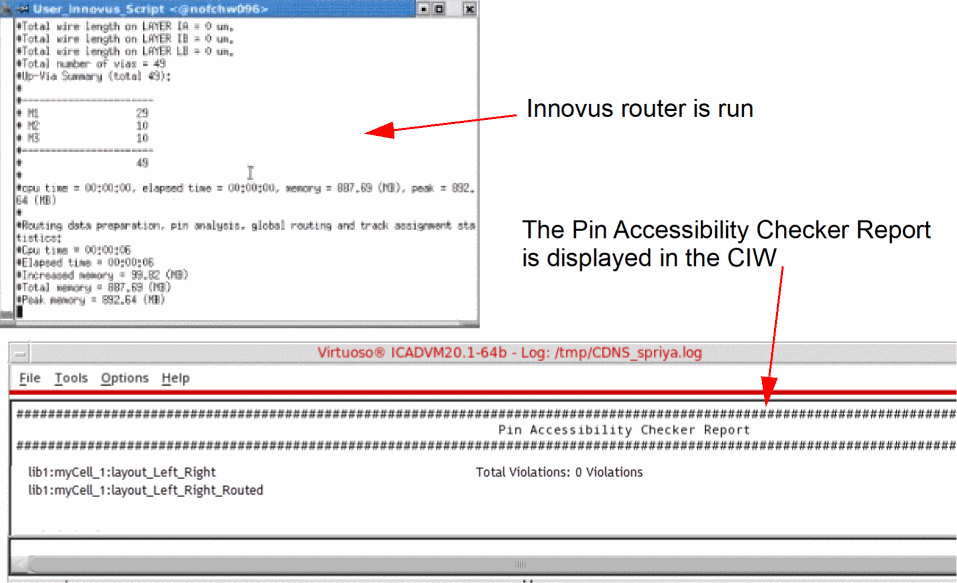 User_Innovus_Script <@nofchw096>
#Total wire length on LAYER IA = 0 um.
#Total wire length on LAYER IB = 0 um.
#Total wire length on LAYER LB = 0 um.
#Total number of vias = 49
#Up-Via Summary (total 49):
#
#-----------------------
# M1 29
# M2 10
# M3 10
#-----------------------
# 49
#
#cpu time = 00:00:00, elapsed time = 00:00:00, memory = 887.69 (MB), peak = 892.
64 (MB)
#
#Routing data preparation, pin analysis, global routing and track assignment sta
tistics:
#Cpu time = 00:00:06
#Elapsed time = 00:00:06
#Increased memory = 99.82 (MB)
#Total memory = 887.69 (MB)
#Peak memory = 892.64 (MB)
Innovus router is run
The Pin Accessibility Checker Report
is displayed in the CIW
Virtuoso® ICADVM20.1-64b - Log: /tmp/CDNS_spriya.log
File Tools Options Help
######################################################################################################################
Pin Accessibility Checker Report
######################################################################################################################
lib1:myCell_1:layout_Left_Right Total Violations: 0 Violations
lib1:myCell_1:layout_Left_Right_Routed